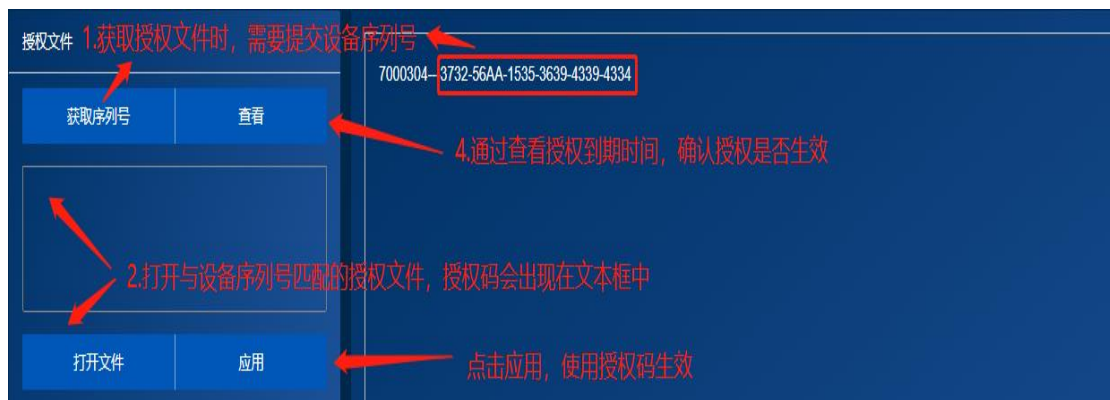 授权文件 1.获取授权文件时，需要提交设备序列号
7000304--3732-56AA-1535-3639-4339-4334
获取序列号 查看
4.通过查看授权到期时间，确认授权是否生效
2.打开与设备序列号匹配的授权文件，授权码会出现在文本框中
打开文件 应用
点击应用，使用授权码生效